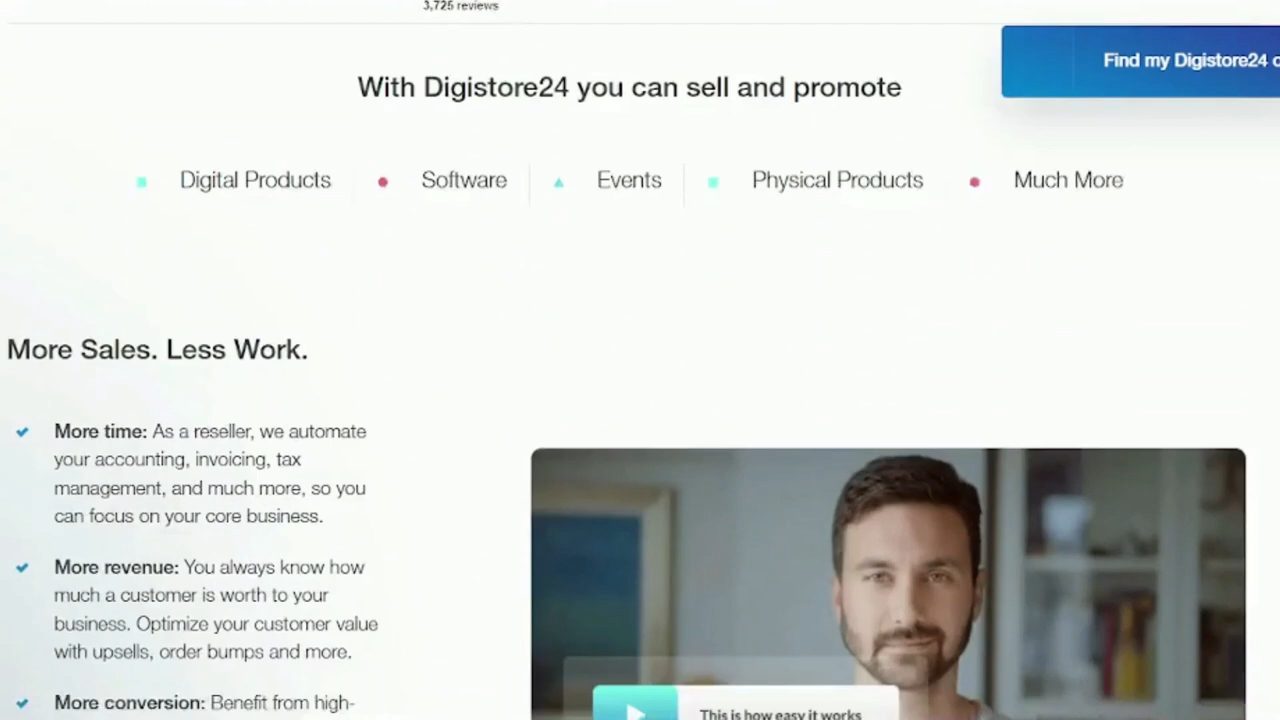 3,725 reviews
Find my Digistore24
With Digistore24 you can sell and promote
Digital Products Software Events Physical Products Much More
More Sales. Less Work.
More time: As a reseller, we automate
your accounting, invoicing, tax
management, and much more, so you
can focus on your core business.
More revenue: You always know how
much a customer is worth to your
business. Optimize your customer value
with upsells, order bumps and more.
More conversion: Benefit from high-
This is how easy it works